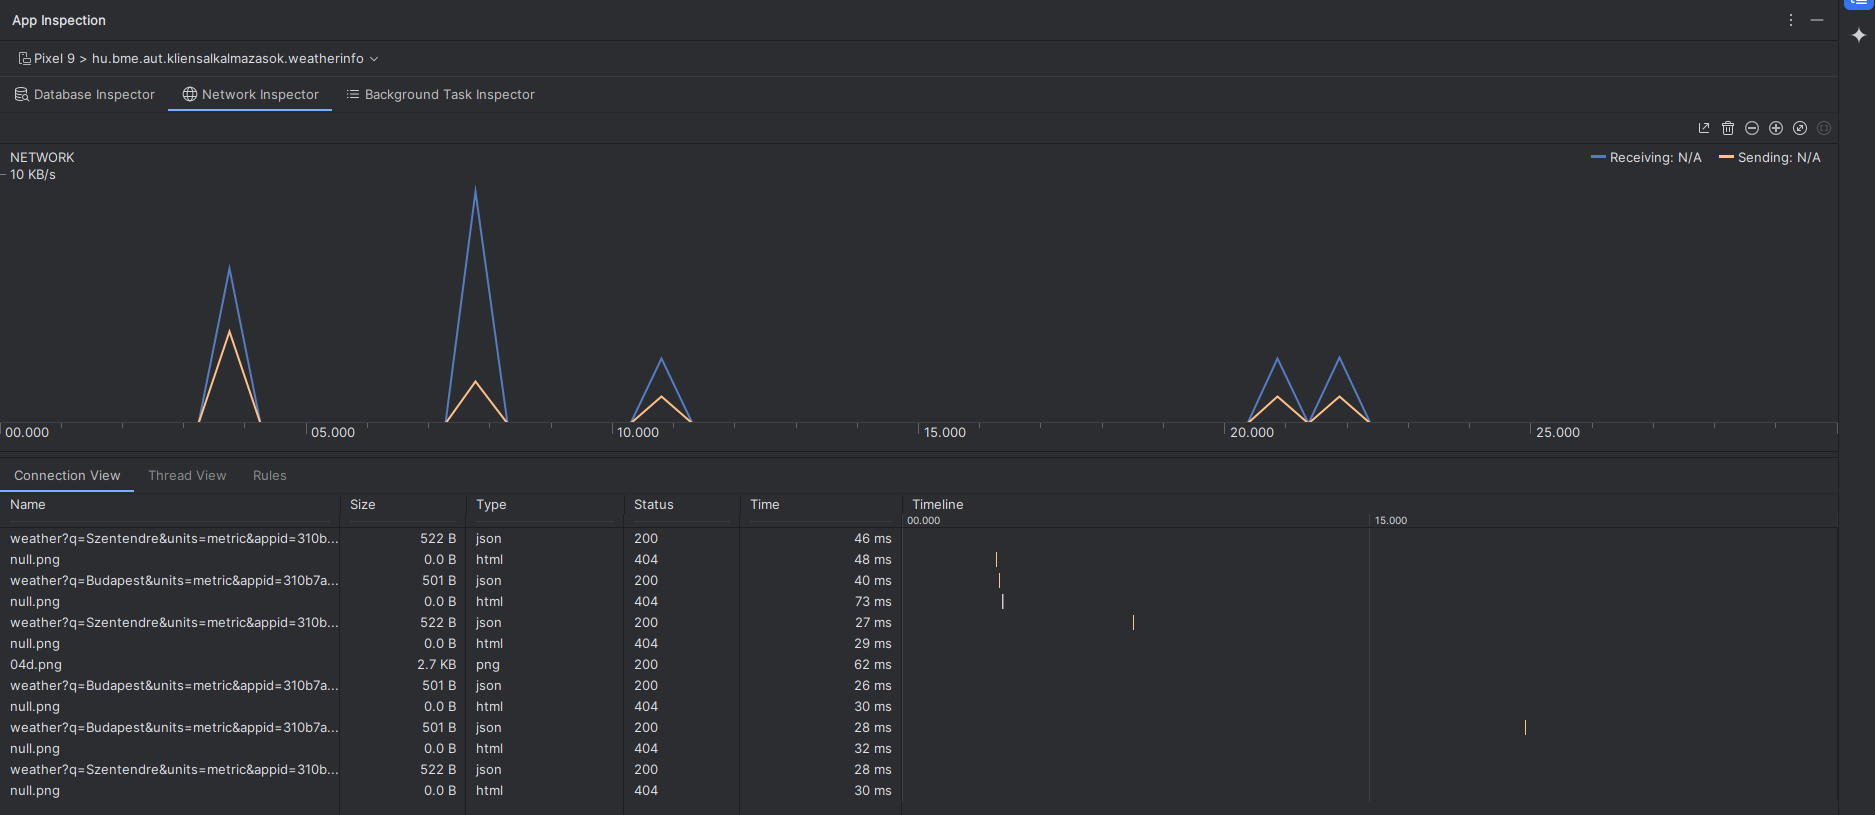 App Inspection
Pixel 9 > hu.bme.aut.kliensalkalmazasok.weatherinfo
Database Inspector Network Inspector Background Task Inspector
NETWORK Receiving: N/A Sending: N/A
10 KB/s
00.000 05.000 10.000 15.000 20.000 25.000
Connection View Thread View Rules
Name Size Type Status Time Timeline
00.000 15.000
weather?q=Szentendre&units=metric&appid=310b... 522 B json 200 46 ms
null.png 0.0 B html 404 48 ms
weather?q=Budapest&units=metric&appid=310b7a... 501 B json 200 40 ms
null.png 0.0 B html 404 73 ms
weather?q=Szentendre&units=metric&appid=310b... 522 B json 200 27 ms
null.png 0.0 B html 404 29 ms
04d.png 2.7 KB png 200 62 ms
weather?q=Budapest&units=metric&appid=310b7a... 501 B json 200 26 ms
null.png 0.0 B html 404 30 ms
weather?q=Budapest&units=metric&appid=310b7a... 501 B json 200 28 ms
null.png 0.0 B html 404 32 ms
weather?q=Szentendre&units=metric&appid=310b... 522 B json 200 28 ms
null.png 0.0 B html 404 30 ms